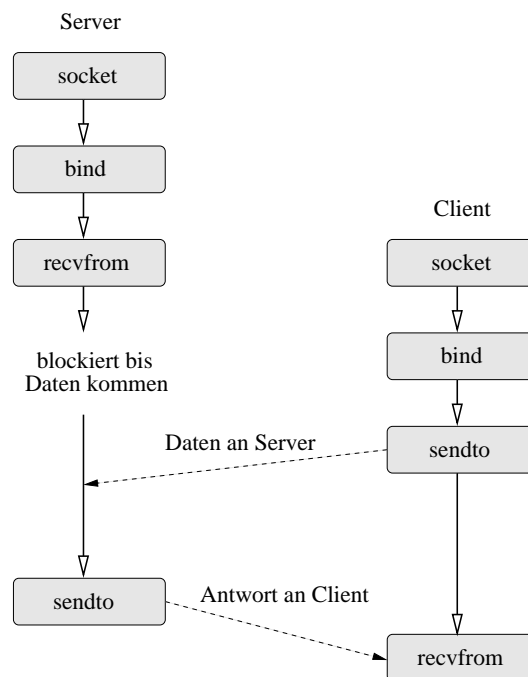 Server
socket
bind
recvfrom
blockiert bis
Daten kommen
sendto
Client
socket
bind
sendto
recvfrom
Daten an Server
Antwort an Client